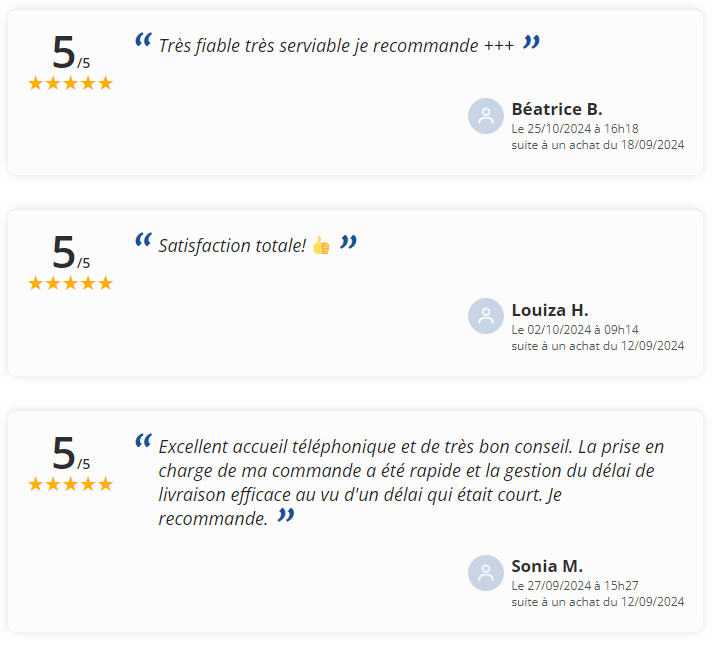 5/5
★★★★★
“ Très fiable très serviable je recommande +++ ”
Béatrice B.
Le 25/10/2024 à 16h18
suite à un achat du 18/09/2024
5/5
★★★★★
“ Satisfaction totale! 👍 ”
Louiza H.
Le 02/10/2024 à 09h14
suite à un achat du 12/09/2024
5/5
★★★★★
“ Excellent accueil téléphonique et de très bon conseil. La prise en
charge de ma commande a été rapide et la gestion du délai de
livraison efficace au vu d'un délai qui était court. Je
recommande. ”
Sonia M.
Le 27/09/2024 à 15h27
suite à un achat du 12/09/2024